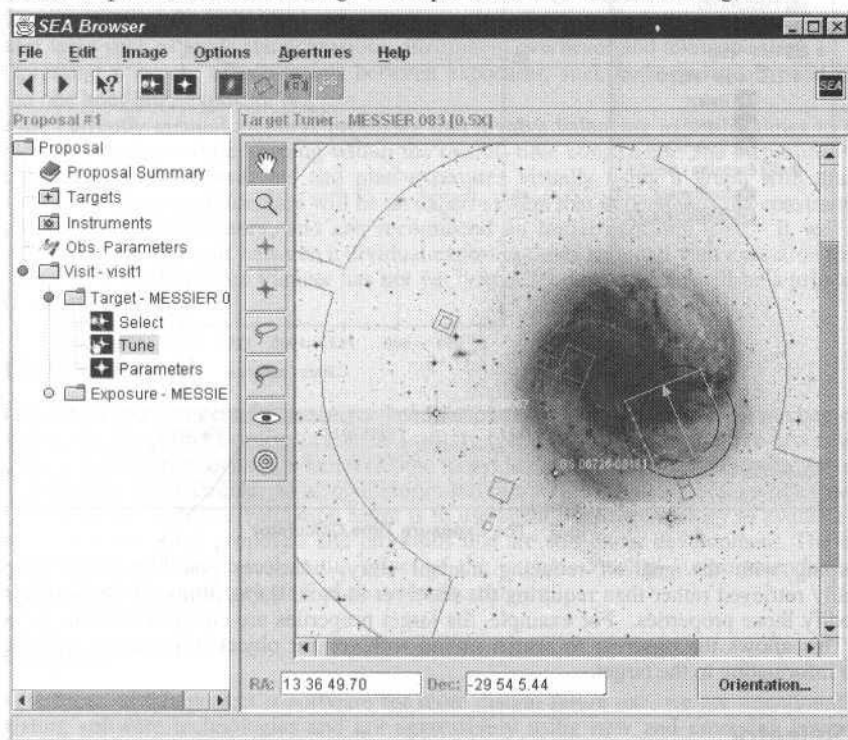 SEA Browser
File Edit Image Options Apertures Help
SEA
Proposal #1
Target Tuner - MESSIER 083 [0.5X]
Proposal
Proposal Summary
Targets
Instruments
Obs. Parameters
Visit - visit1
Target - MESSIER 0
Select
Tune
Parameters
Exposure - MESSIE
RA: 13 36 49.70 Dec: -29 54 5.44 Orientation...